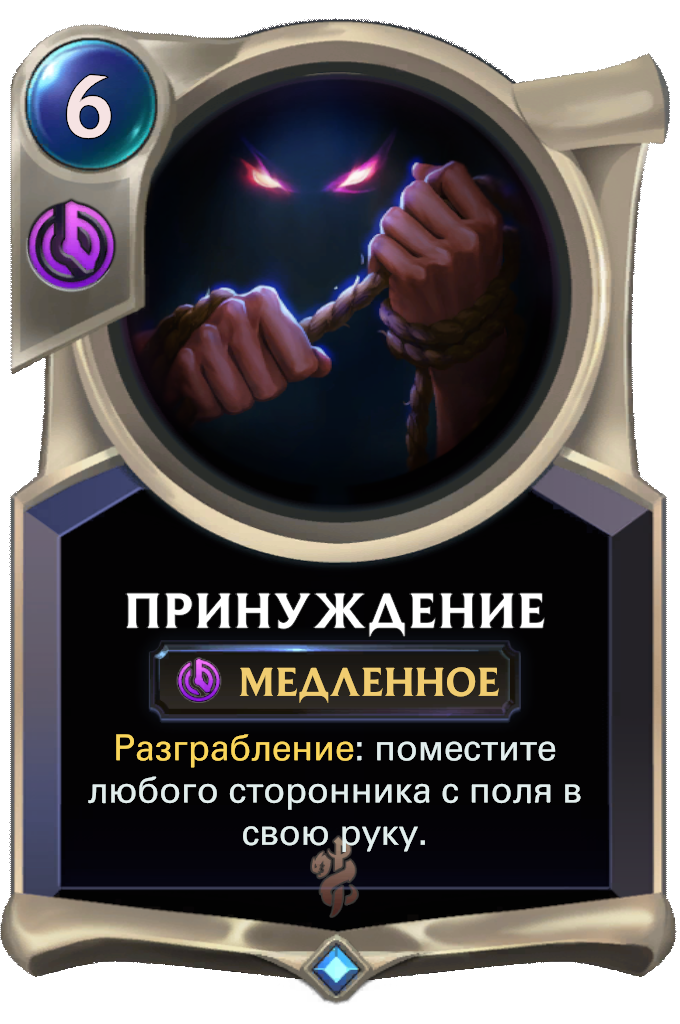 6
ПРИНУЖДЕНИЕ
МЕДЛЕННОЕ
Разграбление: поместите
любого сторонника с поля в
свою руку.